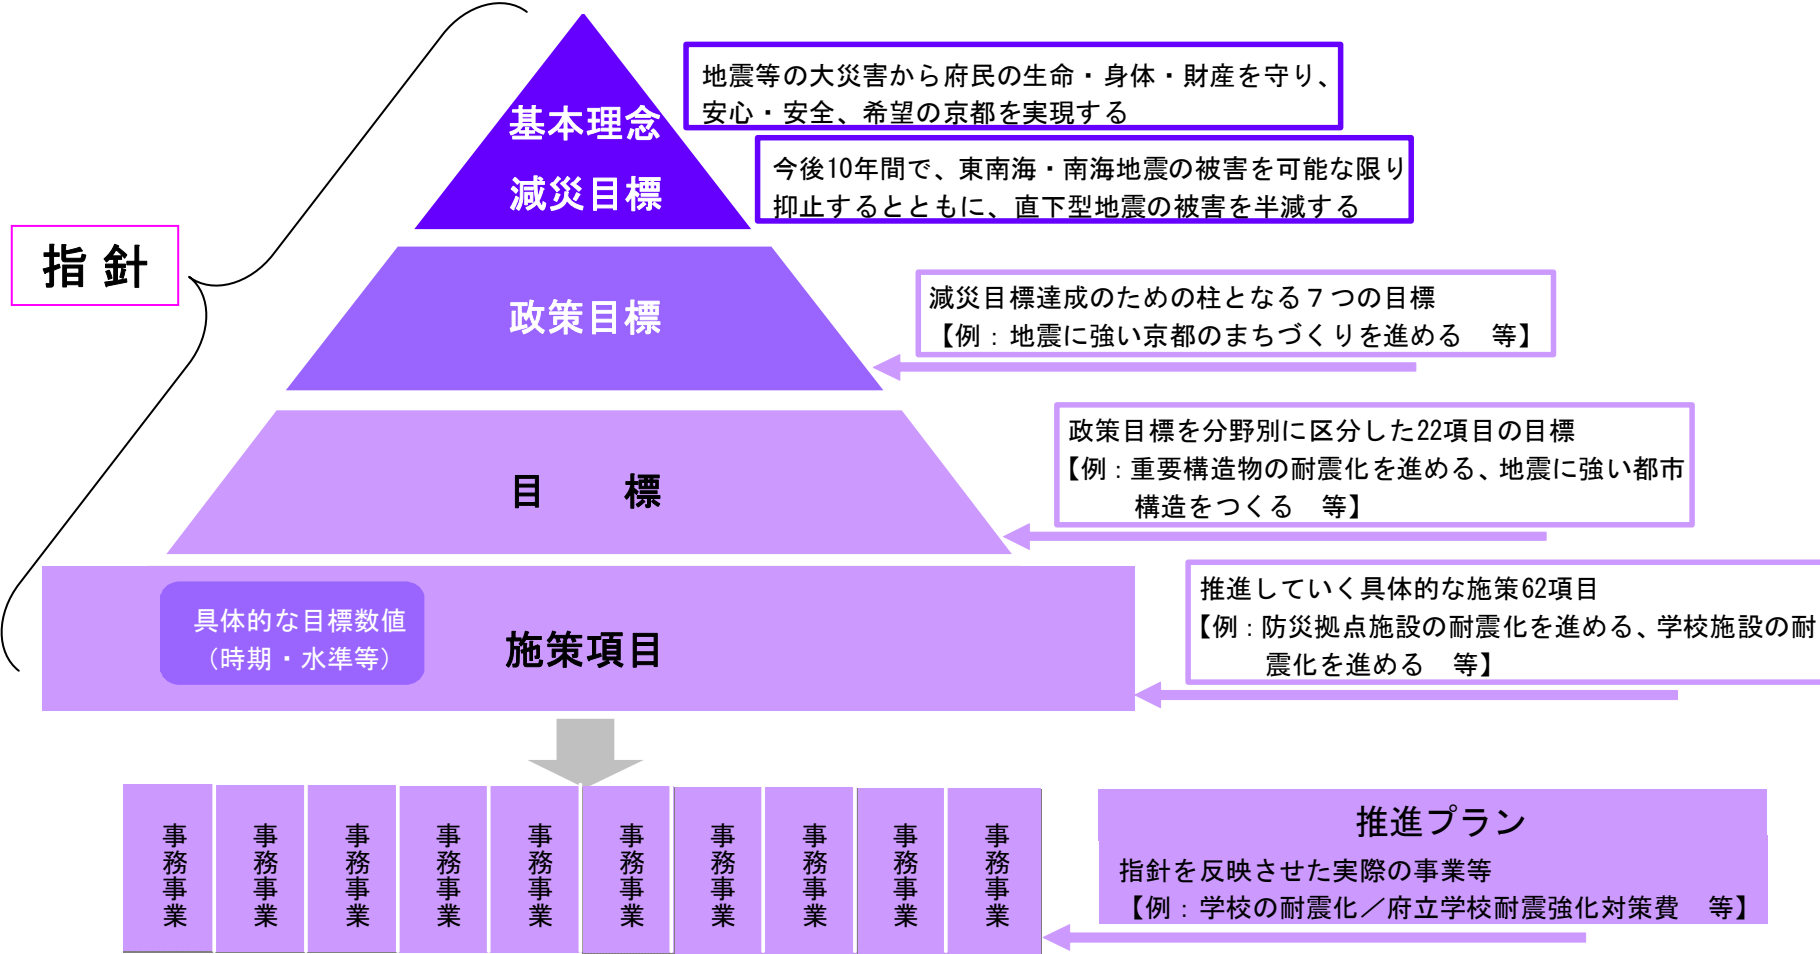 指針
基本理念
減災目標
地震等の大災害から府民の生命・身体・財産を守り、
安心・安全、希望の京都を実現する
今後10年間で、東南海・南海地震の被害を可能な限り
抑止するとともに、直下型地震の被害を半減する
政策目標
減災目標達成のための柱となる７つの目標
【例：地震に強い京都のまちづくりを進める　等】
目　標
政策目標を分野別に区分した22項目の目標
【例：重要構造物の耐震化を進める、地震に強い都市
構造をつくる　等】
具体的な目標数値
（時期・水準等）
施策項目
推進していく具体的な施策62項目
【例：防災拠点施設の耐震化を進める、学校施設の耐
震化を進める　等】
事務事業
事務事業
事務事業
事務事業
事務事業
事務事業
事務事業
事務事業
事務事業
事務事業
推進プラン
指針を反映させた実際の事業等
【例：学校の耐震化／府立学校耐震強化対策費　等】